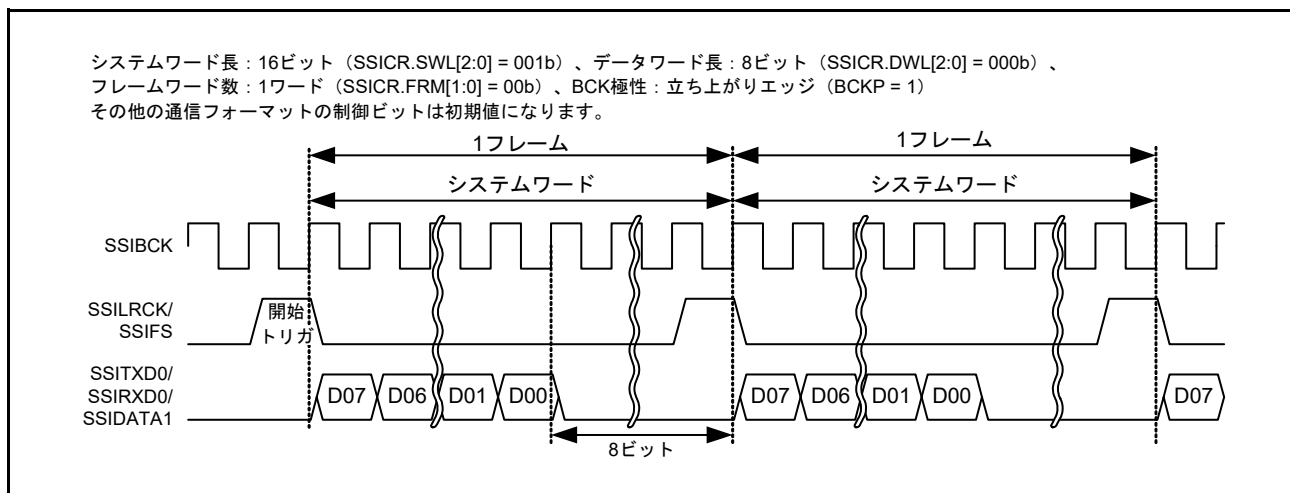 システムワード長：16ビット（SSICR.SWL[2:0] = 001b）、データワード長：8ビット（SSICR.DWL[2:0] = 000b）、
フレームワード数：1ワード（SSICR.FRM[1:0] = 00b）、BCK極性：立ち上がりエッジ（BCKP = 1）
その他の通信フォーマットの制御ビットは初期値になります。
1フレーム 1フレーム
システムワード システムワード
SSIBCK
SSILRCK/
SSIFS
開始
トリガ
SSITXD0/
SSIRXD0/
SSIDATA1
D07 D06 D01 D00 D07 D06 D01 D00 D07
8ビット